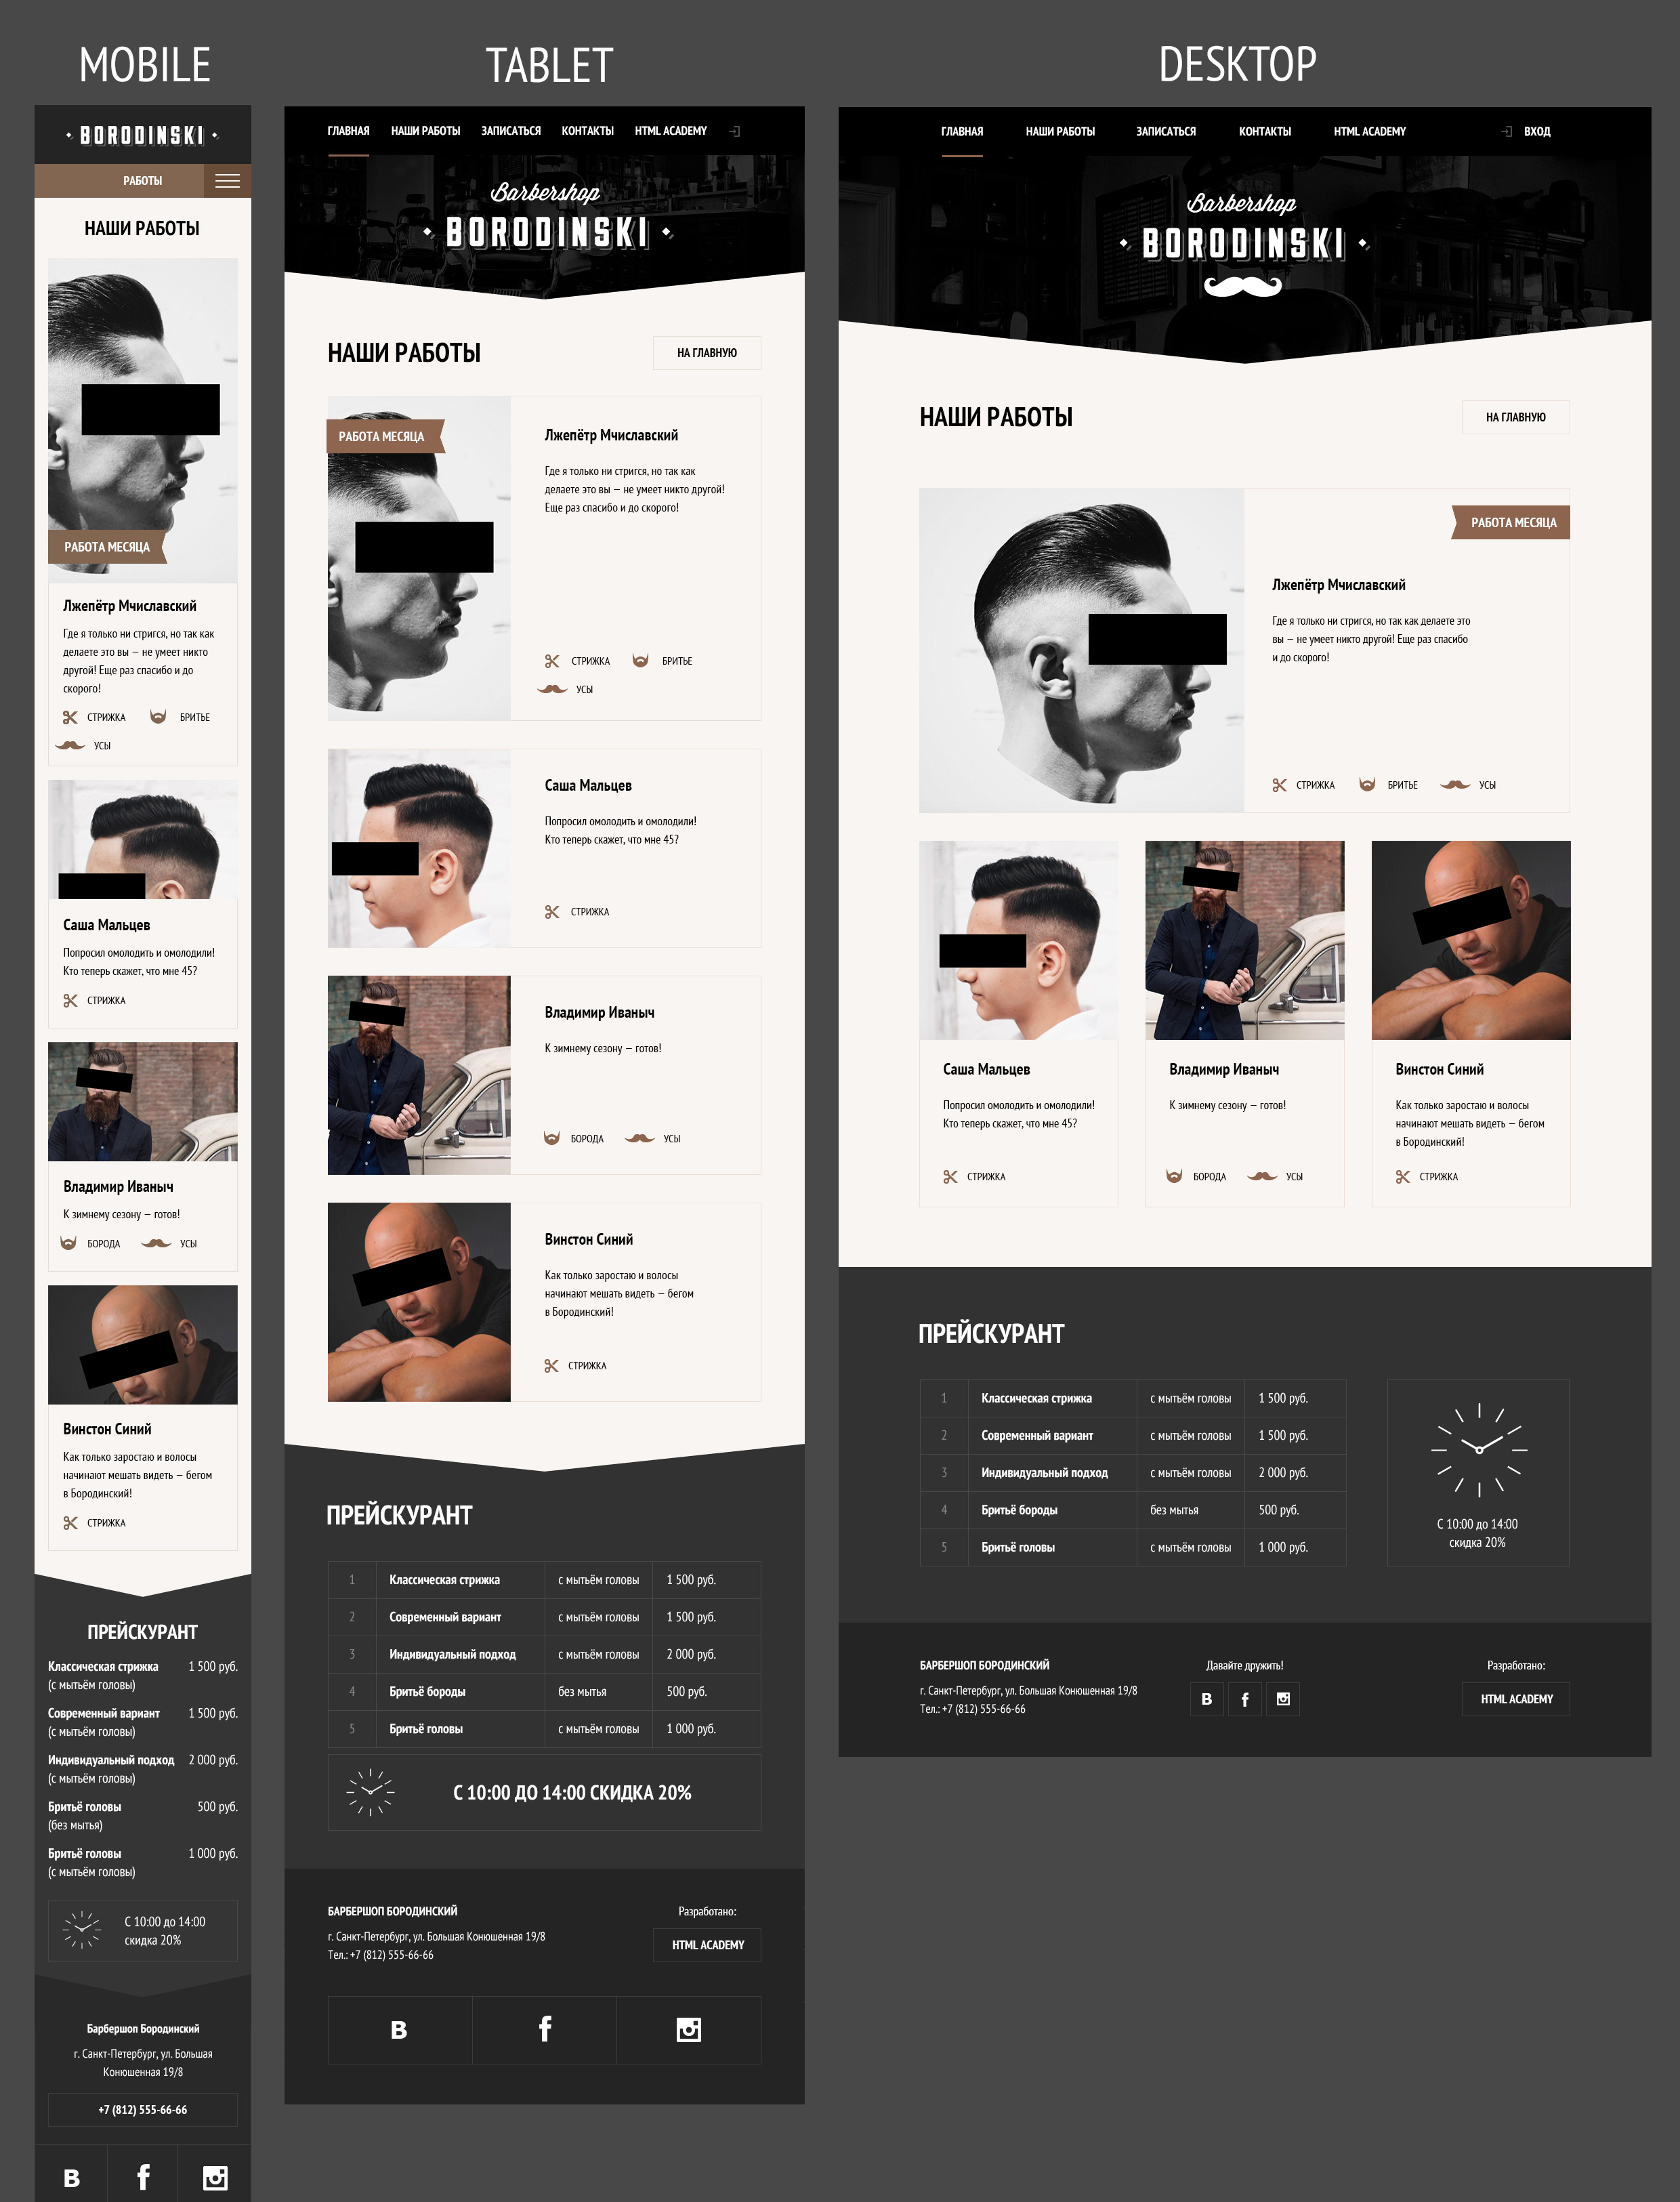 MOBILE
BORODINSKI
РАБОТЫ
НАШИ РАБОТЫ
РАБОТА МЕСЯЦА
Лжепётр Мчиславский
Где я только ни стригся, но так как
делаете это вы — не умеет никто
другой! Еще раз спасибо и до
скорого!
СТРИЖКА БРИТЬЕ
УСЫ
Саша Мальцев
Попросил омолодить и омолодили!
Кто теперь скажет, что мне 45?
СТРИЖКА
Владимир Иваныч
К зимнему сезону — готов!
БОРОДА УСЫ
Винстон Синий
Как только заростаю и волосы
начинают мешать видеть — бегом
в Бородинский!
СТРИЖКА
ПРЕЙСКУРАНТ
Классическая стрижка 1 500 руб.
(с мытьём головы)
Современный вариант 1 500 руб.
(с мытьём головы)
Индивидуальный подход 2 000 руб.
(с мытьём головы)
Бритьё головы 500 руб.
(без мытья)
Бритьё головы 1 000 руб.
(с мытьём головы)
С 10:00 до 14:00
скидка 20%
Барбершоп Бородинский
г. Санкт-Петербург, ул. Большая
Конюшенная 19/8
+7 (812) 555-66-66
B f
TABLET
ГЛАВНАЯ НАШИ РАБОТЫ ЗАПИСАТЬСЯ КОНТАКТЫ HTML ACADEMY
Barbershop
BORODINSKI
НАШИ РАБОТЫ НА ГЛАВНУЮ
РАБОТА МЕСЯЦА
Лжепётр Мчиславский
Где я только ни стригся, но так как
делаете это вы — не умеет никто другой!
Еще раз спасибо и до скорого!
СТРИЖКА БРИТЬЕ
УСЫ
Саша Мальцев
Попросил омолодить и омолодили!
Кто теперь скажет, что мне 45?
СТРИЖКА
Владимир Иваныч
К зимнему сезону — готов!
БОРОДА УСЫ
Винстон Синий
Как только заростаю и волосы
начинают мешать видеть — бегом
в Бородинский!
СТРИЖКА
ПРЕЙСКУРАНТ
1 Классическая стрижка с мытьём головы 1 500 руб.
2 Современный вариант с мытьём головы 1 500 руб.
3 Индивидуальный подход с мытьём головы 2 000 руб.
4 Бритьё бороды без мытья 500 руб.
5 Бритьё головы с мытьём головы 1 000 руб.
С 10:00 ДО 14:00 СКИДКА 20%
БАРБЕРШОП БОРОДИНСКИЙ Разработано:
г. Санкт-Петербург, ул. Большая Конюшенная 19/8
Тел.: +7 (812) 555-66-66
HTML ACADEMY
B f
DESKTOP
ГЛАВНАЯ НАШИ РАБОТЫ ЗАПИСАТЬСЯ КОНТАКТЫ HTML ACADEMY ВХОД
Barbershop
BORODINSKI
НАШИ РАБОТЫ НА ГЛАВНУЮ
РАБОТА МЕСЯЦА
Лжепётр Мчиславский
Где я только ни стригся, но так как делаете это
вы — не умеет никто другой! Еще раз спасибо
и до скорого!
СТРИЖКА БРИТЬЕ УСЫ
Саша Мальцев
Попросил омолодить и омолодили!
Кто теперь скажет, что мне 45?
СТРИЖКА
Владимир Иваныч
К зимнему сезону — готов!
БОРОДА УСЫ
Винстон Синий
Как только заростаю и волосы
начинают мешать видеть — бегом
в Бородинский!
СТРИЖКА
ПРЕЙСКУРАНТ
1 Классическая стрижка с мытьём головы 1 500 руб.
2 Современный вариант с мытьём головы 1 500 руб.
3 Индивидуальный подход с мытьём головы 2 000 руб.
4 Бритьё бороды без мытья 500 руб.
5 Бритьё головы с мытьём головы 1 000 руб.
С 10:00 до 14:00
скидка 20%
БАРБЕРШОП БОРОДИНСКИЙ
г. Санкт-Петербург, ул. Большая Конюшенная 19/8
Тел.: +7 (812) 555-66-66
Давайте дружить!
B f
Разработано:
HTML ACADEMY